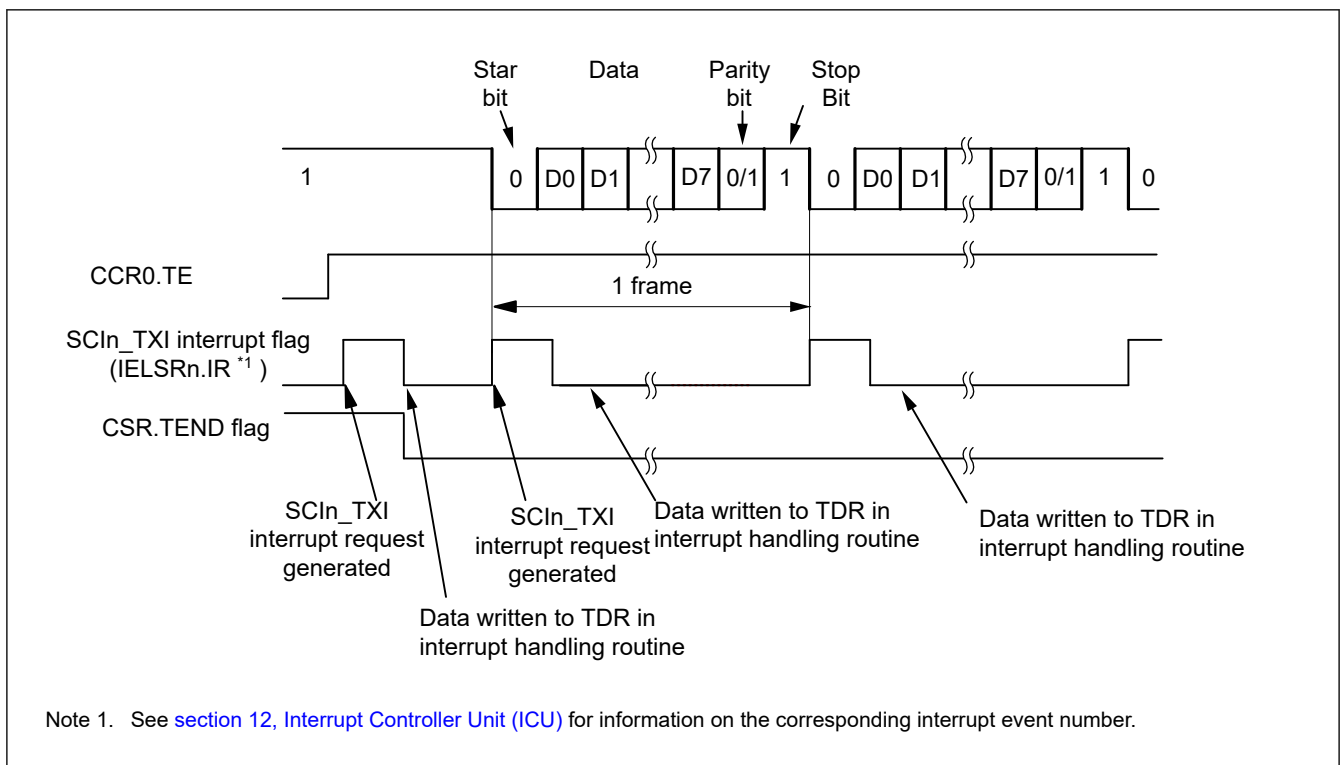 Star
bit
Data
Parity
bit
Stop
Bit
1
0 D0 D1 D7 0/1 1 0 D0 D1 D7 0/1 1 0
CCR0.TE
1 frame
SCIn_TXI interrupt flag
(IELSRn.IR *1 )
CSR.TEND flag
SCIn_TXI
interrupt request
generated
SCIn_TXI
interrupt request
generated
Data written to TDR in
interrupt handling routine
Data written to TDR in
interrupt handling routine
Data written to TDR in
interrupt handling routine
Note 1. See section 12, Interrupt Controller Unit (ICU) for information on the corresponding interrupt event number.